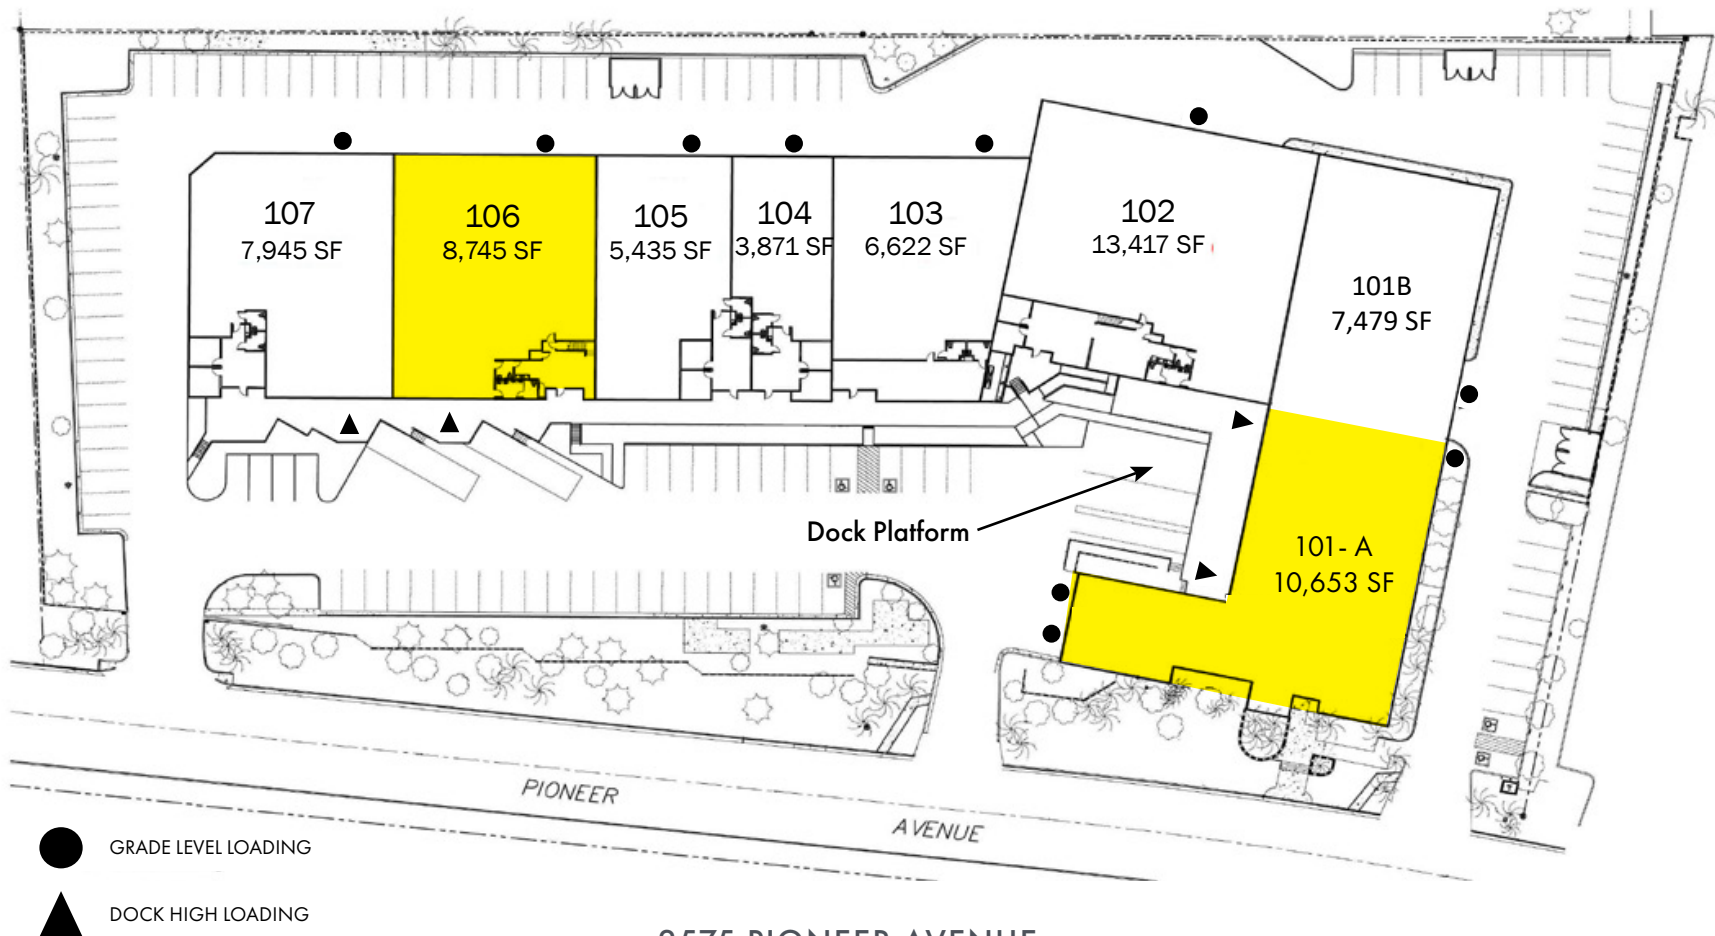 107
7,945 SF
106
8,745 SF
105
5,435 SF
104
3,871 SF
103
6,622 SF
102
13,417 SF
101B
7,479 SF
Dock Platform
101- A
10,653 SF
PIONEER AVENUE
GRADE LEVEL LOADING
DOCK HIGH LOADING
PIONEER AVENUE